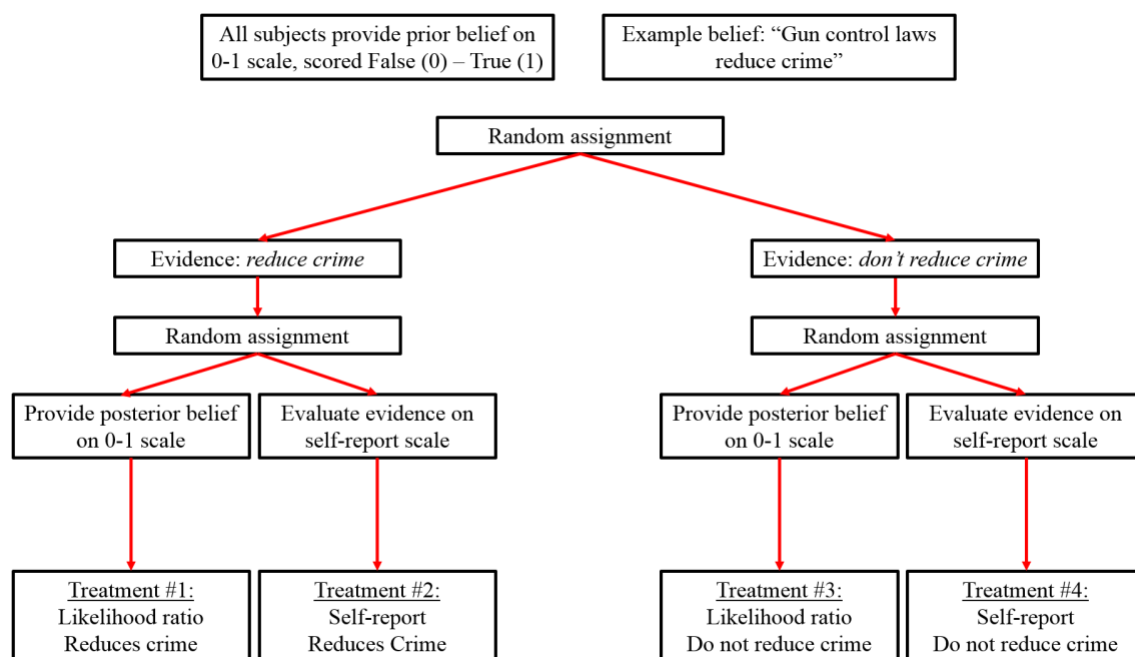 All subjects provide prior belief on
0-1 scale, scored False (0) – True (1)
Example belief: “Gun control laws
reduce crime”
Random assignment
Evidence: reduce crime
Evidence: don’t reduce crime
Random assignment
Random assignment
Provide posterior belief
on 0-1 scale
Evaluate evidence on
self-report scale
Provide posterior belief
on 0-1 scale
Evaluate evidence on
self-report scale
Treatment #1:
Likelihood ratio
Reduces crime
Treatment #2:
Self-report
Reduces Crime
Treatment #3:
Likelihood ratio
Do not reduce crime
Treatment #4:
Self-report
Do not reduce crime